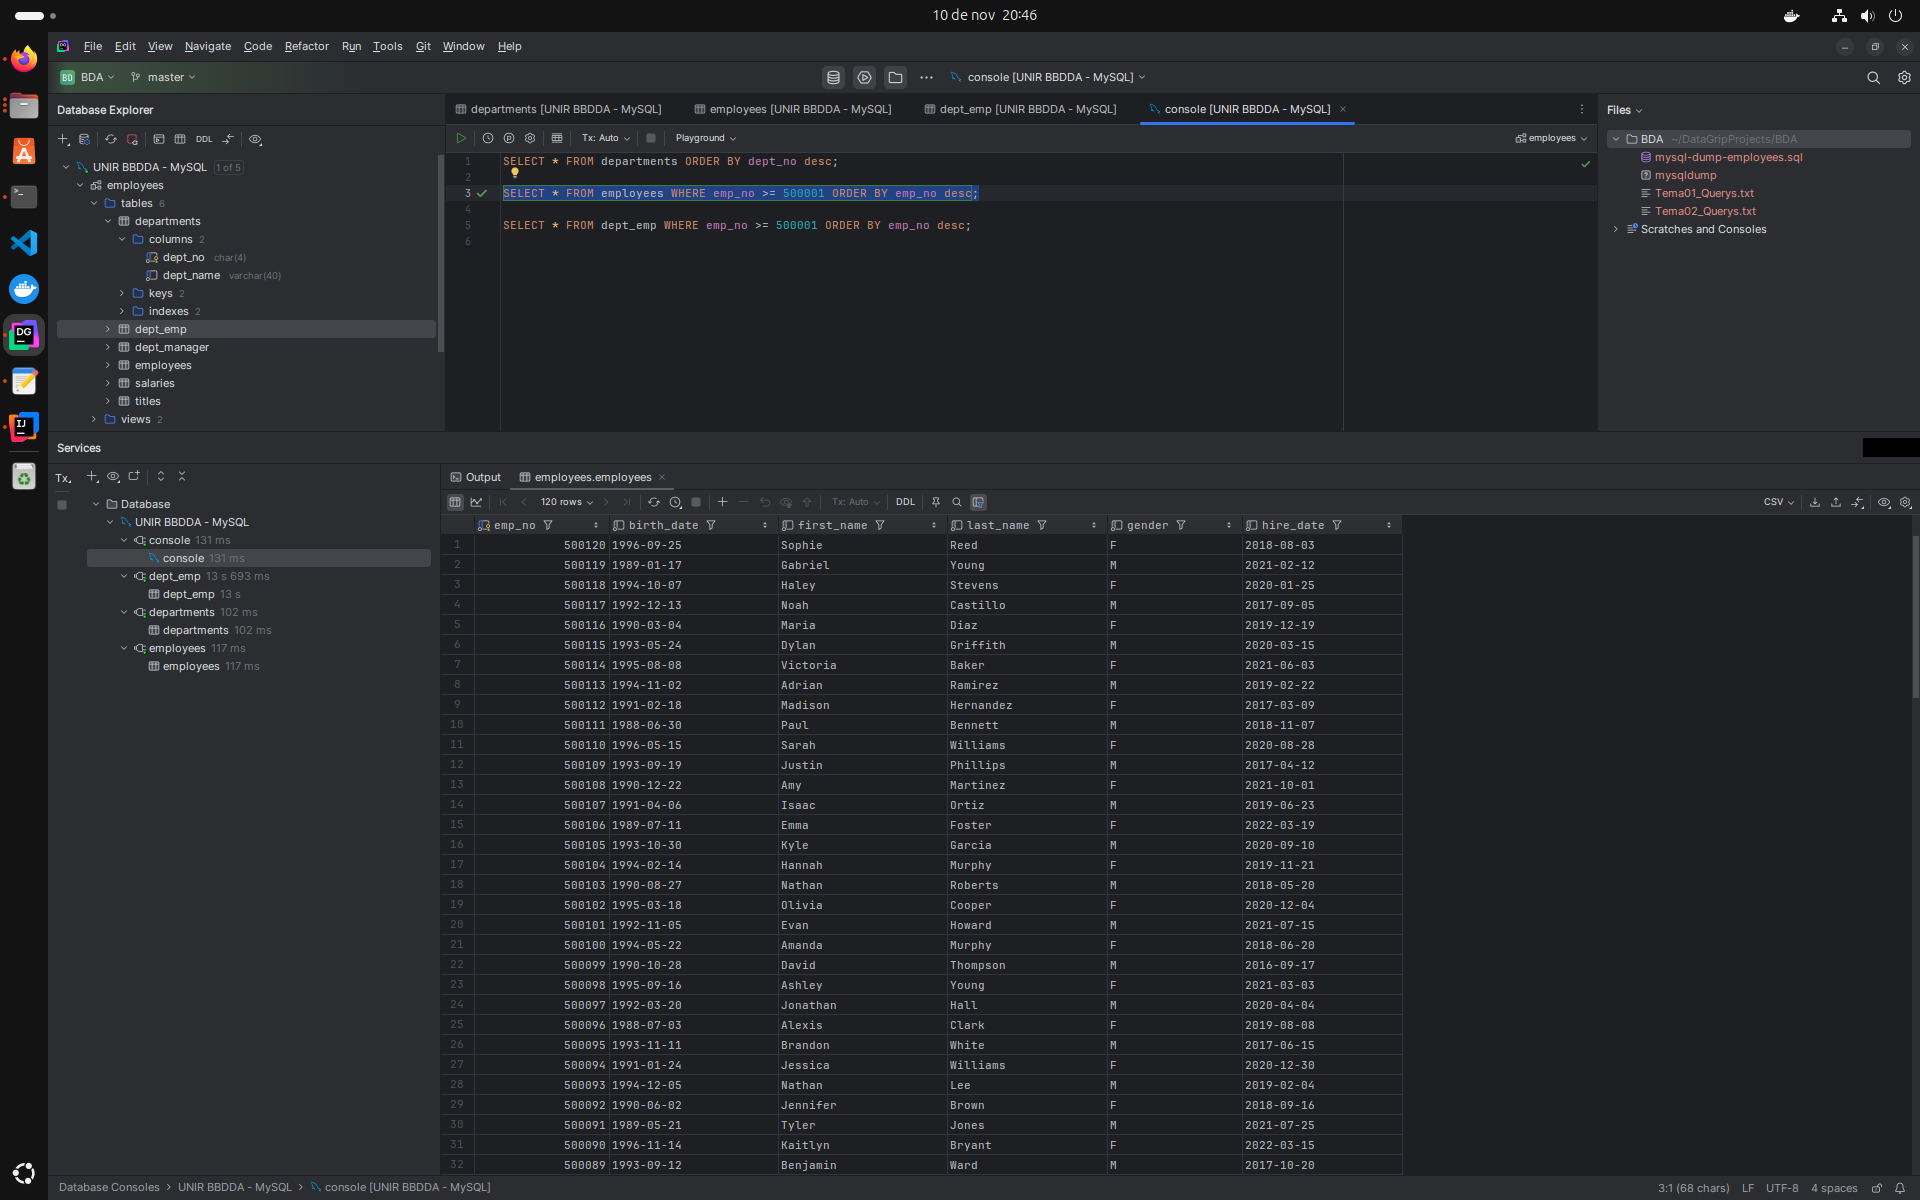 10 de nov 20:46
File Edit View Navigate Code Refactor Run Tools Git Window Help
BD BDA master console [UNIR BBDDA - MySQL]
Database Explorer
DDL
UNIR BBDDA - MySQL 1 of 5
employees
tables 6
departments
columns 2
dept_no char(4)
dept_name varchar(40)
keys 2
indexes 2
dept_emp
dept_manager
employees
salaries
titles
views 2
departments [UNIR BBDDA - MySQL] employees [UNIR BBDDA - MySQL] dept_emp [UNIR BBDDA - MySQL] console [UNIR BBDDA - MySQL]
Tx: Auto Playground employees
1 SELECT * FROM departments ORDER BY dept_no desc;
2
3 SELECT * FROM employees WHERE emp_no >= 500001 ORDER BY emp_no desc;
4
5 SELECT * FROM dept_emp WHERE emp_no >= 500001 ORDER BY emp_no desc;
6
Files
BDA ~/DataGripProjects/BDA
mysql-dump-employees.sql
mysqldump
Tema01_Querys.txt
Tema02_Querys.txt
Scratches and Consoles
DG
IJ
Services
Tx
Database
UNIR BBDDA - MySQL
console 131 ms
console 131 ms
dept_emp 13 s 693 ms
dept_emp 13 s
departments 102 ms
departments 102 ms
employees 117 ms
employees 117 ms
Output employees.employees
120 rows Tx: Auto DDL CSV
emp_no birth_date first_name last_name gender hire_date
1 500120 1996-09-25 Sophie Reed F 2018-08-03
2 500119 1989-01-17 Gabriel Young M 2021-02-12
3 500118 1994-10-07 Haley Stevens F 2020-01-25
4 500117 1992-12-13 Noah Castillo M 2017-09-05
5 500116 1990-03-04 Maria Diaz F 2019-12-19
6 500115 1993-05-24 Dylan Griffith M 2020-03-15
7 500114 1995-08-08 Victoria Baker F 2021-06-03
8 500113 1994-11-02 Adrian Ramirez M 2019-02-22
9 500112 1991-02-18 Madison Hernandez F 2017-03-09
10 500111 1988-06-30 Paul Bennett M 2018-11-07
11 500110 1996-05-15 Sarah Williams F 2020-08-28
12 500109 1993-09-19 Justin Phillips M 2017-04-12
13 500108 1990-12-22 Amy Martinez F 2021-10-01
14 500107 1991-04-06 Isaac Ortiz M 2019-06-23
15 500106 1989-07-11 Emma Foster F 2022-03-19
16 500105 1993-10-30 Kyle Garcia M 2020-09-10
17 500104 1994-02-14 Hannah Murphy F 2019-11-21
18 500103 1990-08-27 Nathan Roberts M 2018-05-20
19 500102 1995-03-18 Olivia Cooper F 2020-12-04
20 500101 1992-11-05 Evan Howard M 2021-07-15
21 500100 1994-05-22 Amanda Murphy F 2018-06-20
22 500099 1990-10-28 David Thompson M 2016-09-17
23 500098 1995-09-16 Ashley Young F 2021-03-03
24 500097 1992-03-20 Jonathan Hall M 2020-04-04
25 500096 1988-07-03 Alexis Clark F 2019-08-08
26 500095 1993-11-11 Brandon White M 2017-06-15
27 500094 1991-01-24 Jessica Williams F 2020-12-30
28 500093 1994-12-05 Nathan Lee M 2019-02-04
29 500092 1990-06-02 Jennifer Brown F 2018-09-16
30 500091 1989-05-21 Tyler Jones M 2021-07-25
31 500090 1996-11-14 Kaitlyn Bryant F 2022-03-15
32 500089 1993-09-12 Benjamin Ward M 2017-10-20
Database Consoles > UNIR BBDDA - MySQL > console [UNIR BBDDA - MySQL]
3:1 (68 chars) LF UTF-8 4 spaces